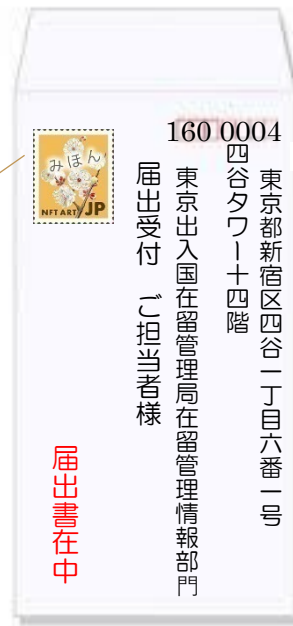 160 0004
東京都新宿区四谷一丁目六番一号
四谷タワー十四階
東京出入国在留管理局在留管理情報部門
届出受付　ご担当者様
みほん
NFT ART JP
届出書在中